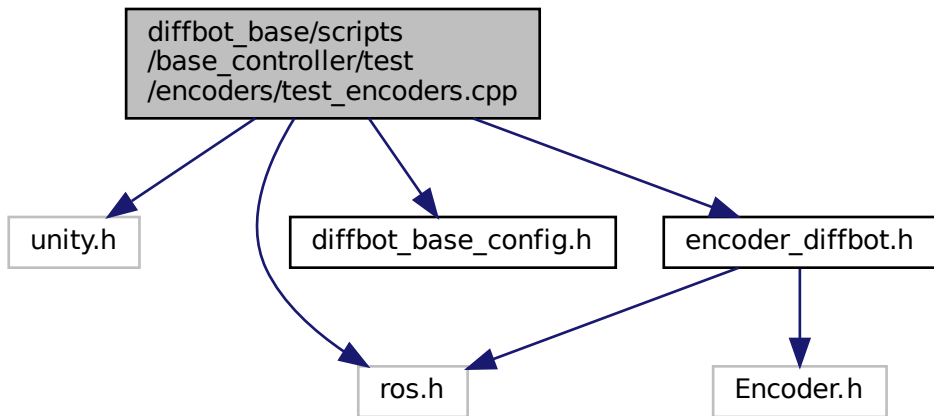 diffbot_base/scripts
/base_controller/test
/encoders/test_encoders.cpp
unity.h
diffbot_base_config.h
encoder_diffbot.h
ros.h
Encoder.h